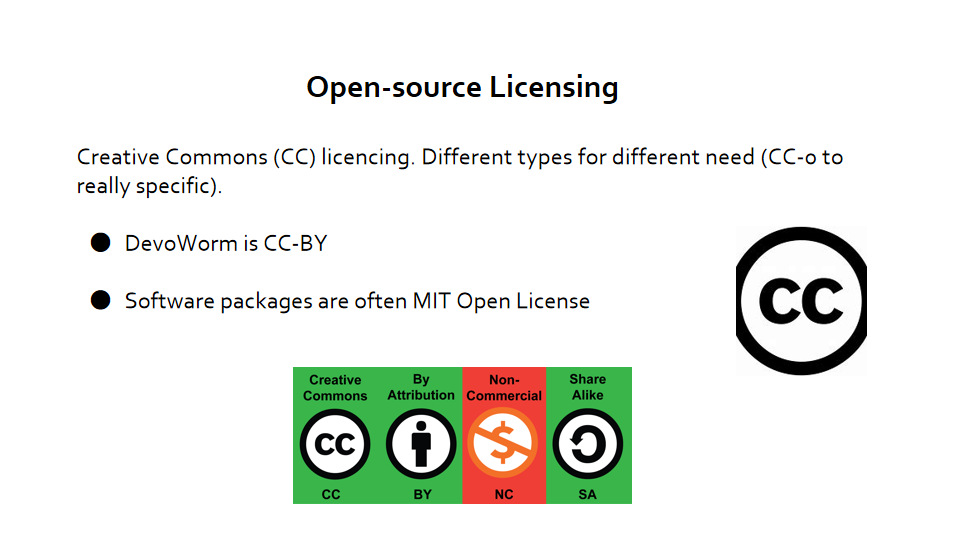 Open-source Licensing
Creative Commons (CC) licencing. Different types for different need (CC-0 to
really specific).
● DevoWorm is CC-BY
● Software packages are often MIT Open License
CC
Creative
Commons
CC
CC
By
Attribution
BY
Non-
Commercial
$
NC
Share
Alike
SA